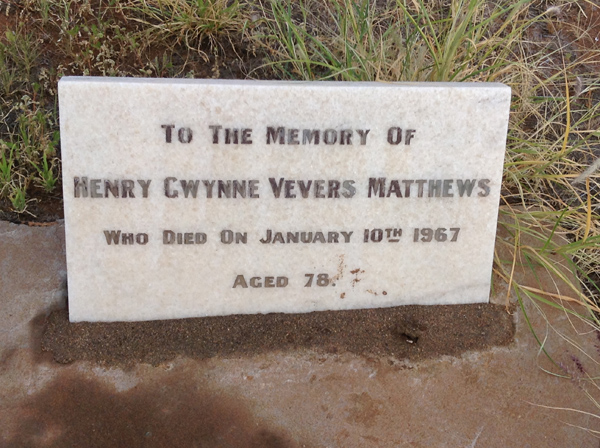 TO THE MEMORY OF
HENRY GWYNNE VEVERS MATTHEWS
WHO DIED ON JANUARY 10TH 1967
AGED 78.